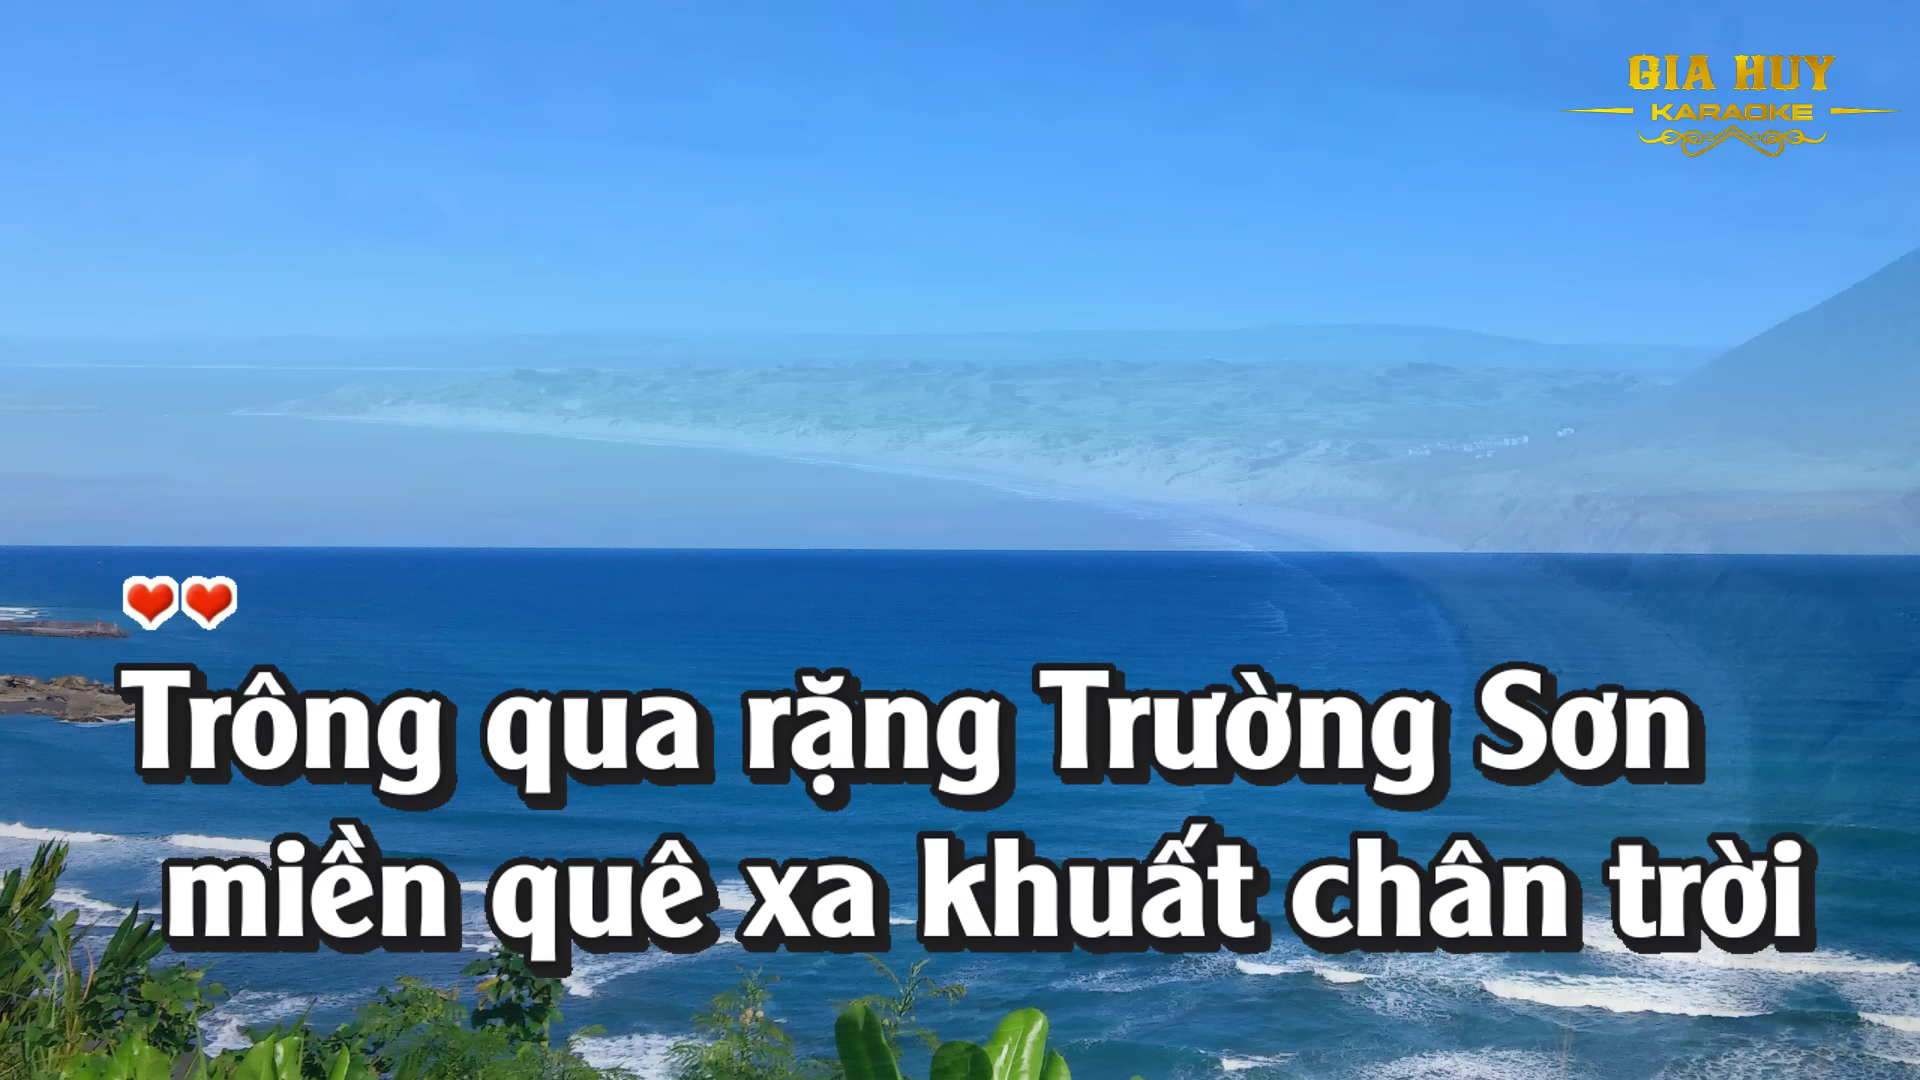 GIA HUY
KARAOKE
Trông qua rặng Trường Sơn
miền quê xa khuất chân trời